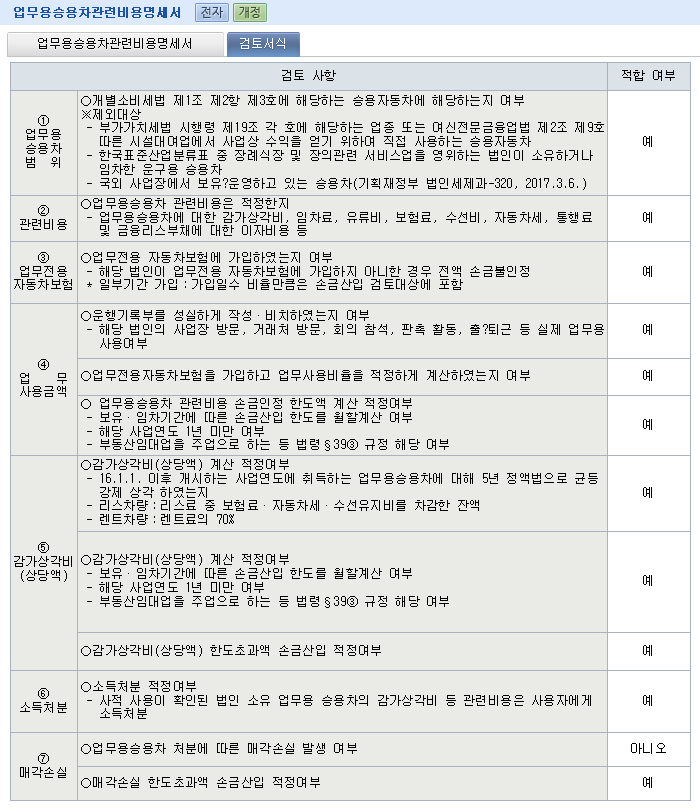 업무용승용차관련비용명세서 전자 개정
업무용승용차관련비용명세서 검토서식
검토 사항 적합 여부
①
업무용
승용차
범 위
○개별소비세법 제1조 제2항 제3호에 해당하는 승용자동차에 해당하는지 여부
※제외대상
- 부가가치세법 시행령 제19조 각 호에 해당하는 업종 또는 여신전문금융업법 제2조 제9호
따른 시설대여업에서 사업상 수익을 얻기 위하여 직접 사용하는 승용자동차
- 한국표준산업분류표 중 장례식장 및 장의관련 서비스업을 영위하는 법인이 소유하거나
임차한 운구용 승용차
- 국외 사업장에서 보유?운영하고 있는 승용차(기획재정부 법인세제과-320, 2017.3.6.)
예
②
관련비용
○업무용승용차 관련비용은 적정한지
- 업무용승용차에 대한 감가상각비, 임차료, 유류비, 보험료, 수선비, 자동차세, 통행료
및 금융리스부채에 대한 이자비용 등
예
③
업무전용
자동차보험
○업무전용 자동차보험에 가입하였는지 여부
- 해당 법인이 업무전용 자동차보험에 가입하지 아니한 경우 전액 손금불인정
* 일부기간 가입 : 가입일수 비율만큼은 손금산입 검토대상에 포함
예
④
업 무
사용금액
○운행기록부를 성실하게 작성·비치하였는지 여부
- 해당 법인의 사업장 방문, 거래처 방문, 회의 참석, 판촉 활동, 출?퇴근 등 실제 업무용
사용여부
예
○업무전용자동차보험을 가입하고 업무사용비율을 적정하게 계산하였는지 여부
예
○ 업무용승용차 관련비용 손금인정 한도액 계산 적정여부
- 보유·임차기간에 따른 손금산입 한도를 월할계산 여부
- 해당 사업연도 1년 미만 여부
- 부동산임대업을 주업으로 하는 등 법령§39③ 규정 해당 여부
예
⑤
감가상각비
(상당액)
○감가상각비(상당액) 계산 적정여부
- 16.1.1. 이후 개시하는 사업연도에 취득하는 업무용승용차에 대해 5년 정액법으로 균등
강제 상각 하였는지
- 리스차량 : 리스료 중 보험료·자동차세·수선유지비를 차감한 잔액
- 렌트차량 : 렌트료의 70%
예
○감가상각비(상당액) 계산 적정여부
- 보유·임차기간에 따른 손금산입 한도를 월할계산 여부
- 해당 사업연도 1년 미만 여부
- 부동산임대업을 주업으로 하는 등 법령§39③ 규정 해당 여부
예
○감가상각비(상당액) 한도초과액 손금산입 적정여부
예
⑥
소득처분
○소득처분 적정여부
- 사적 사용이 확인된 법인 소유 업무용 승용차의 감가상각비 등 관련비용은 사용자에게
소득처분
예
⑦
매각손실
○업무용승용차 처분에 따른 매각손실 발생 여부
아니오
○매각손실 한도초과액 손금산입 적정여부
예